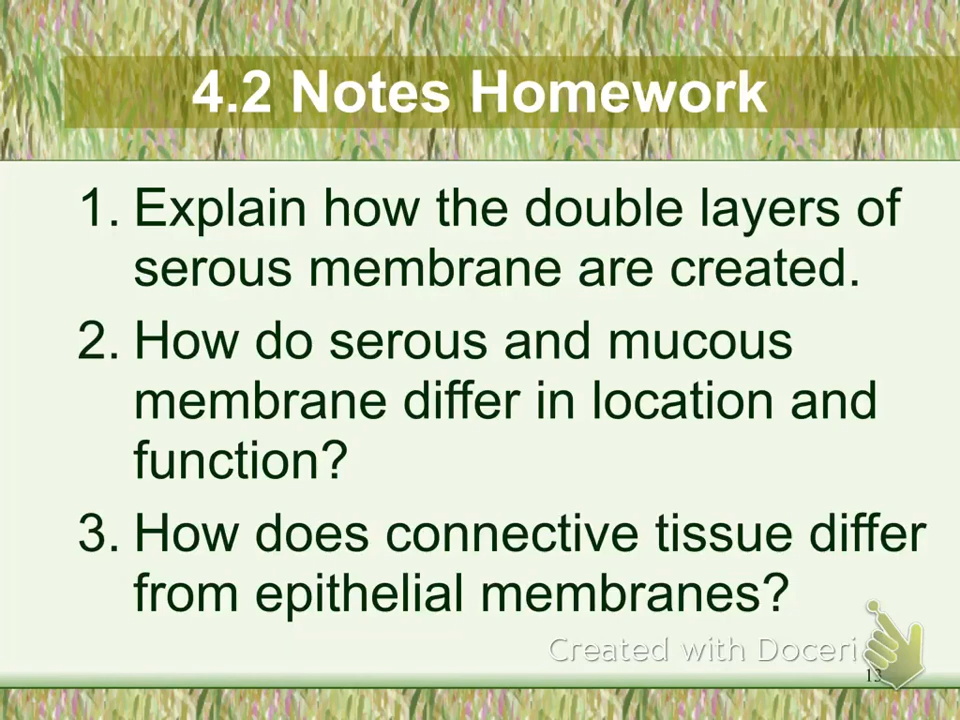 4.2 Notes Homework
1. Explain how the double layers of
serous membrane are created.
2. How do serous and mucous
membrane differ in location and
function?
3. How does connective tissue differ
from epithelial membranes?
Created with Doceri
13